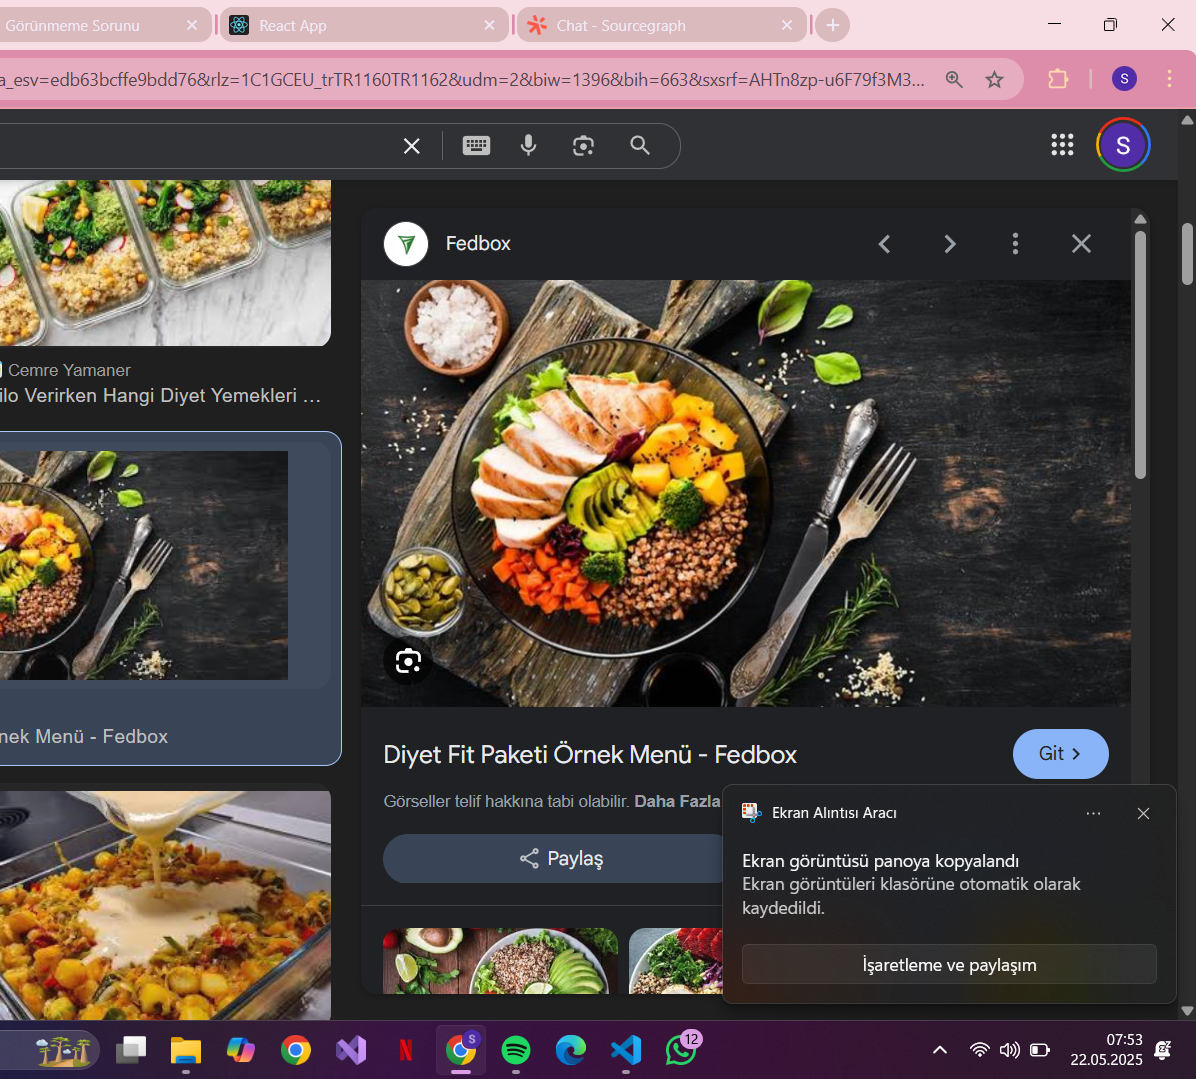 Görünmeme Sorunu
React App
Chat - Sourcegraph
a_esv=edb63bcffe9bdd76&rlz=1C1GCEU_trTR1160TR1162&udm=2&biw=1396&bih=663&sxsrf=AHTn8zp-u6F79f3M3...
S
S
Fedbox
Cemre Yamaner
ilo Verirken Hangi Diyet Yemekleri ...
nek Menü - Fedbox
Diyet Fit Paketi Örnek Menü - Fedbox
Git
Görseller telif hakkına tabi olabilir. Daha Fazla
Paylaş
Ekran Alıntısı Aracı
Ekran görüntüsü panoya kopyalandı
Ekran görüntüleri klasörüne otomatik olarak
kaydedildi.
İşaretleme ve paylaşım
N
S
12
07:53
22.05.2025